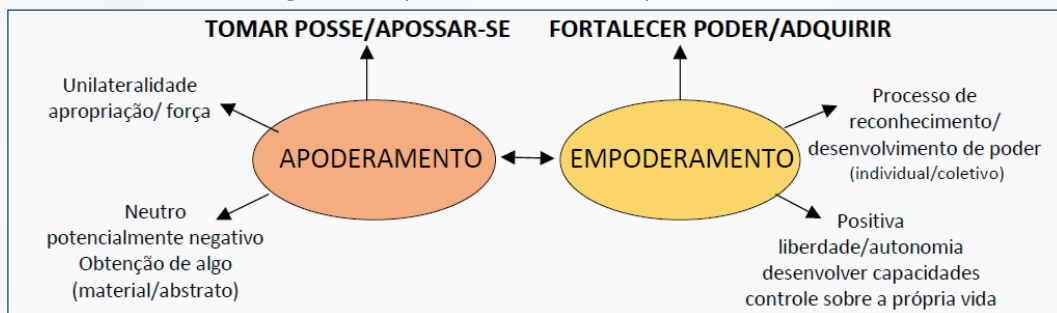 TOMAR POSSE/APOSSAR-SE
FORTALECER PODER/ADQUIRIR
Unilateralidade
apropriação/ força
APODERAMENTO
Neutro
potencialmente negativo
Obtenção de algo
(material/abstrato)
EMPODERAMENTO
Processo de
reconhecimento/
desenvolvimento de poder
(individual/coletivo)
Positiva
liberdade/autonomia
desenvolver capacidades
controle sobre a própria vida